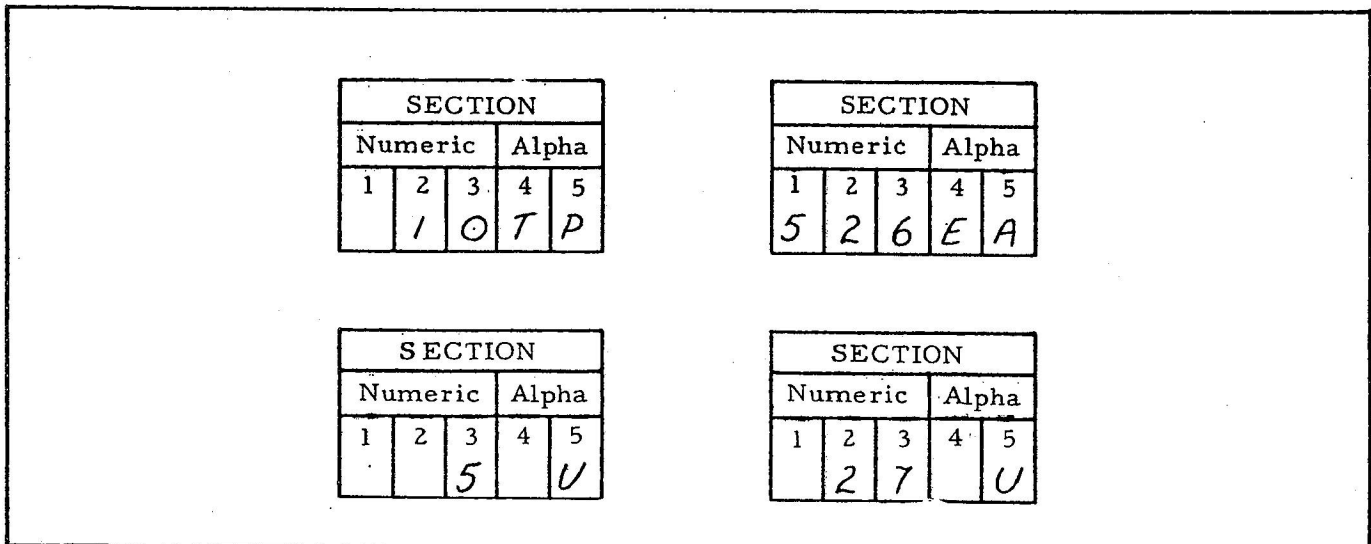 SECTION
Numeric Alpha
1 2 3 4 5
1 0 T P
SECTION
Numeric Alpha
1 2 3 4 5
5 2 6 E A
SECTION
Numeric Alpha
1 2 3 4 5
5 U
SECTION
Numeric Alpha
1 2 3 4 5
2 7 U